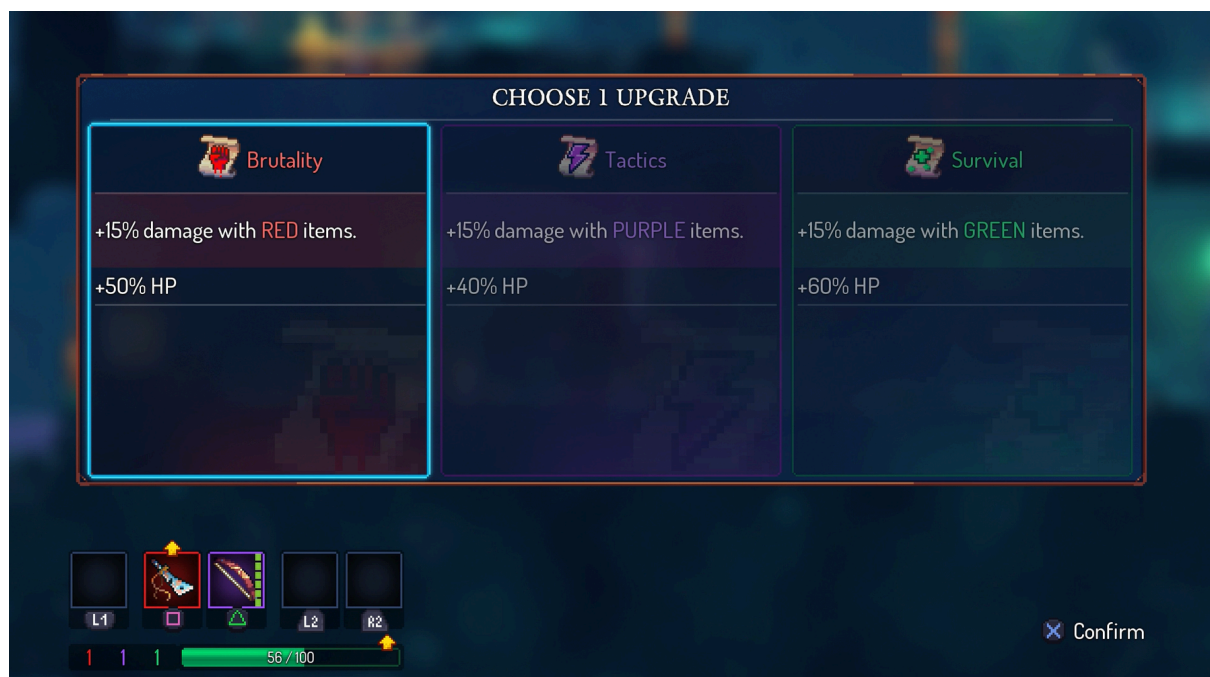 CHOOSE 1 UPGRADE
Brutality
+15% damage with RED items.
+50% HP
Tactics
+15% damage with PURPLE items.
+40% HP
Survival
+15% damage with GREEN items.
+60% HP
L1
L2
R2
1 1 1 56 / 100
Confirm